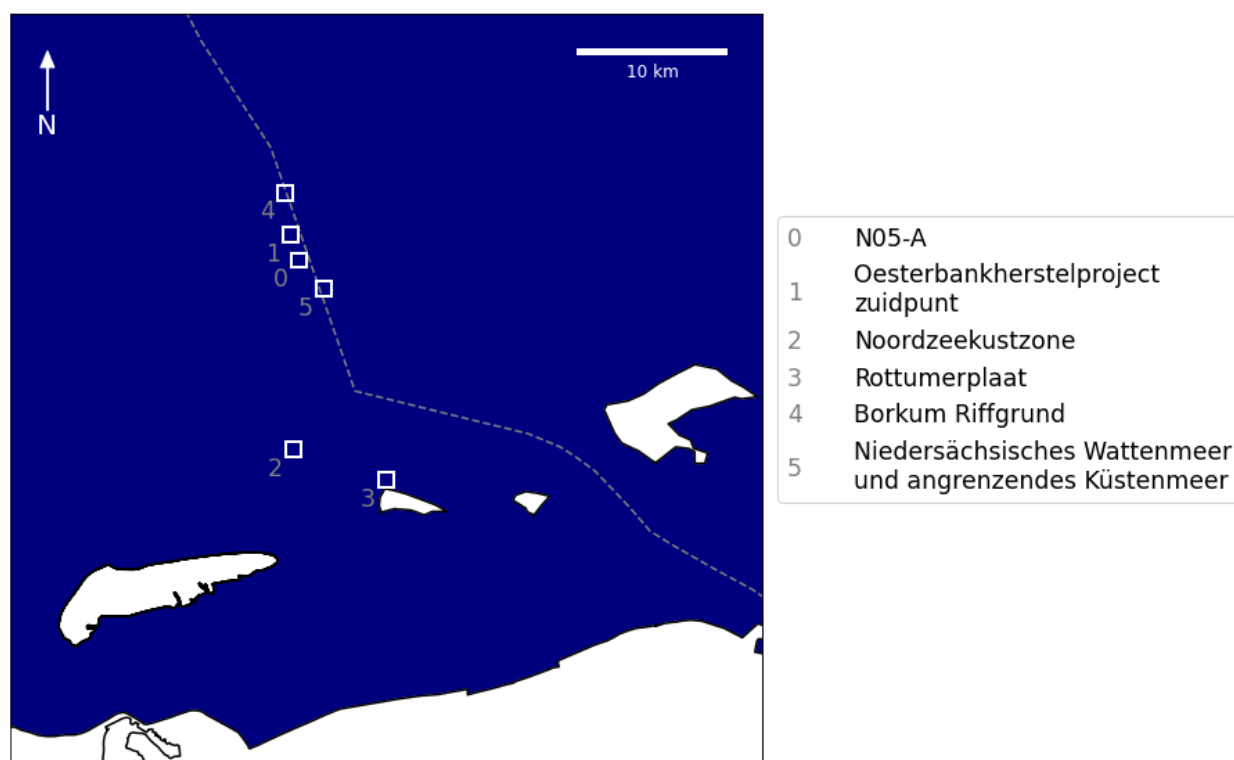 10 km
N
4
1
0
5
2
3
0 N05-A
1 Oesterbankherstelproject
zuidpunt
2 Noordzeekustzone
3 Rottumerplaat
4 Borkum Riffgrund
5 Niedersächsisches Wattenmeer
und angrenzendes Küstenmeer